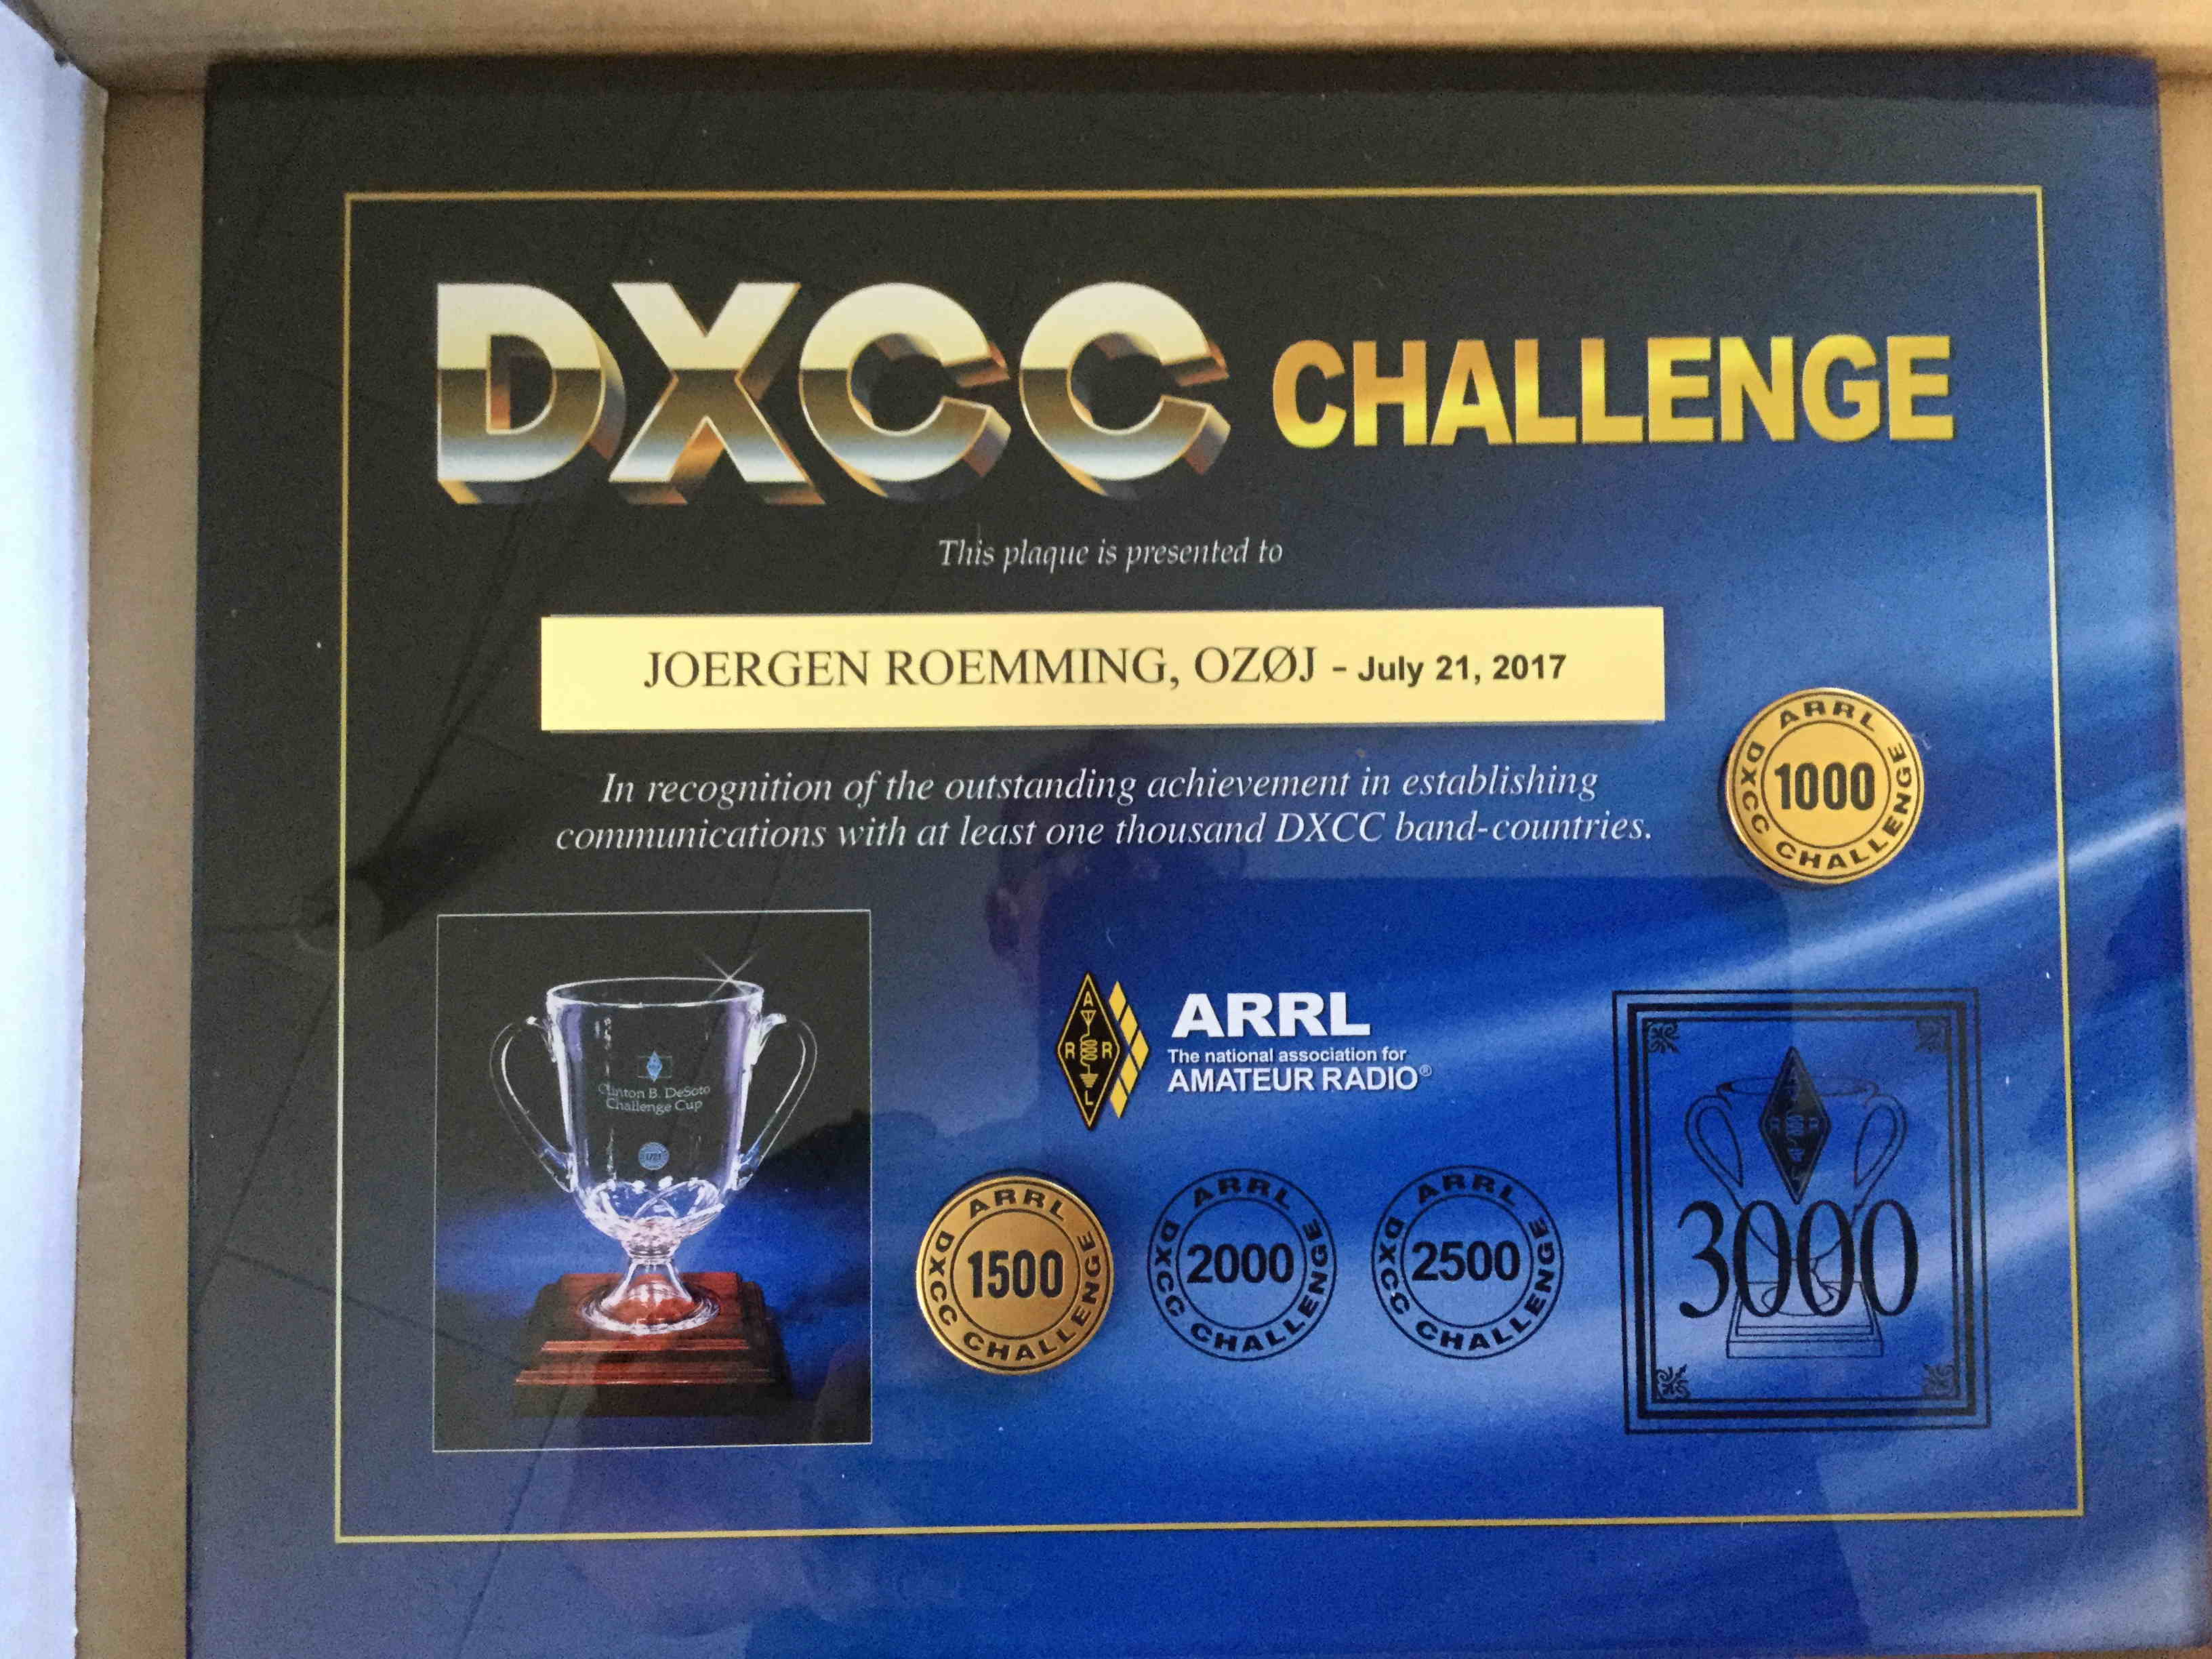 DXCC CHALLENGE
This plaque is presented to
JOERGEN ROEMMING, OZØJ - July 21, 2017
In recognition of the outstanding achievement in establishing
communications with at least one thousand DXCC band-countries.
ARRL
1000
DXCC CHALLENGE
Clinton B. DeSoto
Challenge Cup
A
R R
L
ARRL
The national association for
AMATEUR RADIO®
ARRL
1500
DXCC CHALLENGE
ARRL
2000
DXCC CHALLENGE
ARRL
2500
DXCC CHALLENGE
3000